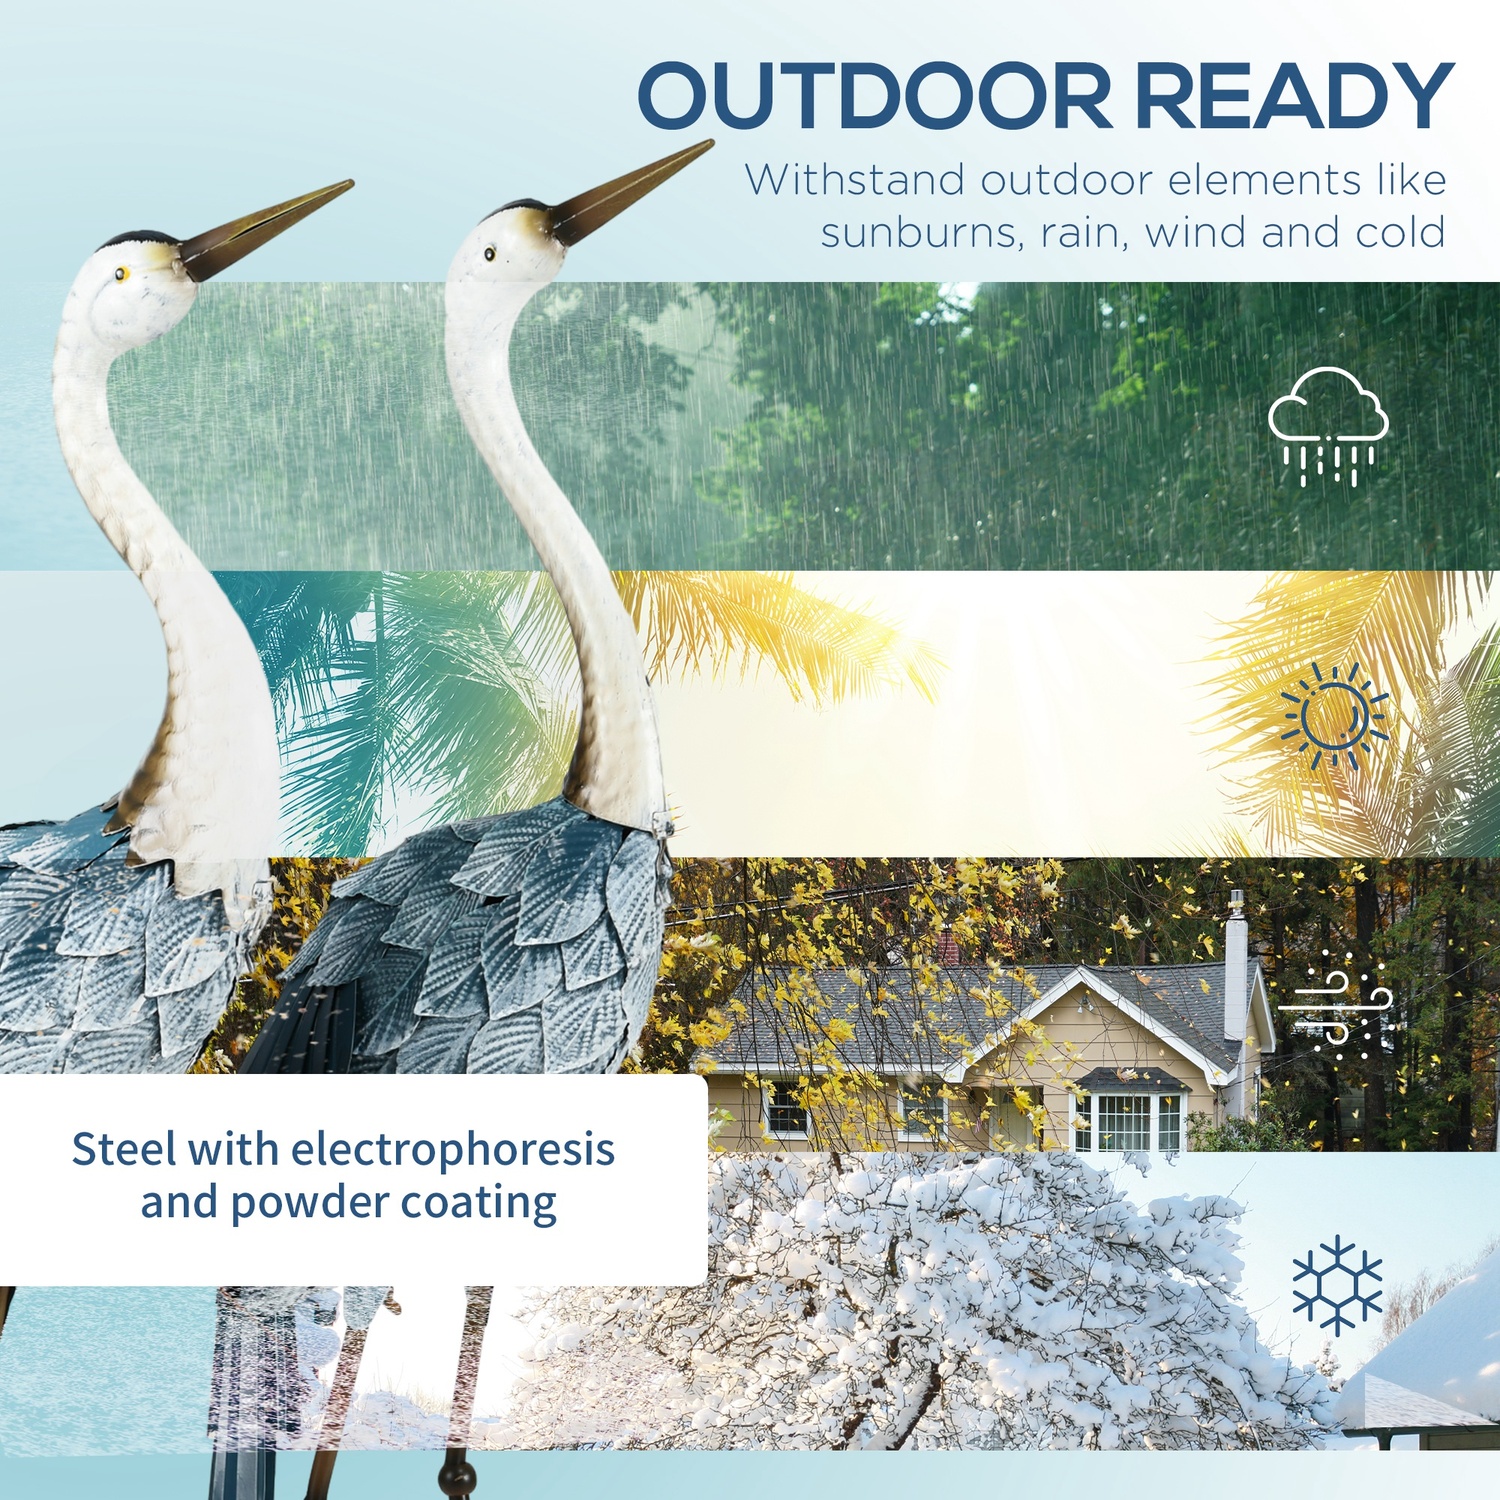 OUTDOOR READY
Withstand outdoor elements like
sunburns, rain, wind and cold
Steel with electrophoresis
and powder coating